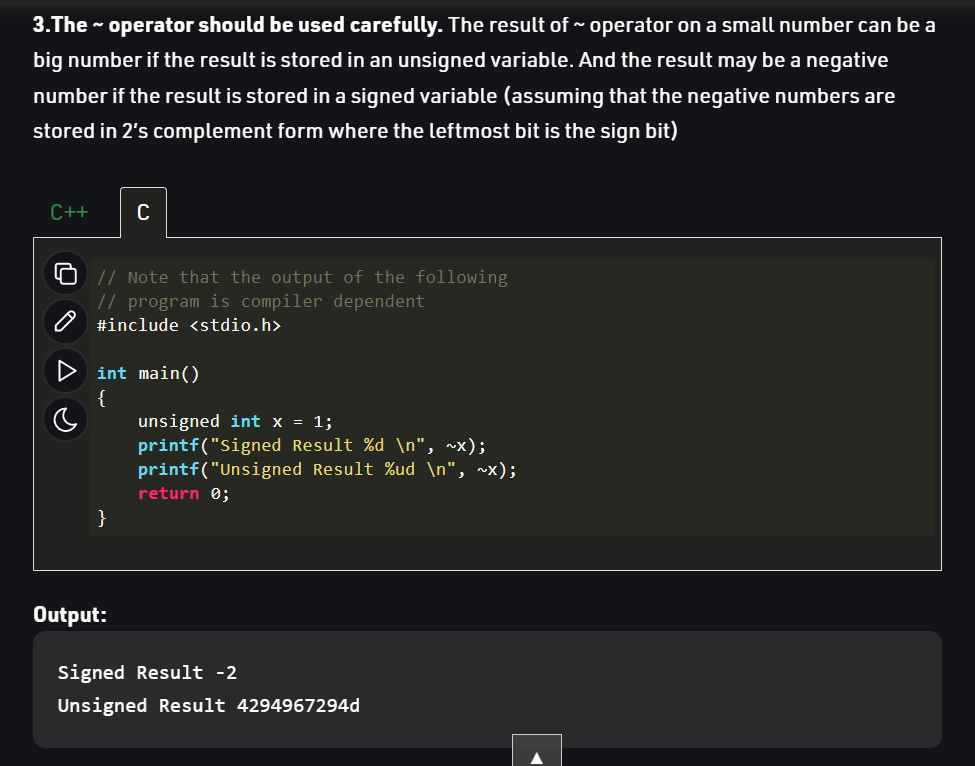 3.The ~ operator should be used carefully. The result of ~ operator on a small number can be a
big number if the result is stored in an unsigned variable. And the result may be a negative
number if the result is stored in a signed variable (assuming that the negative numbers are
stored in 2's complement form where the leftmost bit is the sign bit)
C++ C
// Note that the output of the following
// program is compiler dependent
#include <stdio.h>
int main()
{
unsigned int x = 1;
printf("Signed Result %d \n", ~x);
printf("Unsigned Result %ud \n", ~x);
return 0;
}
Output:
Signed Result -2
Unsigned Result 4294967294d